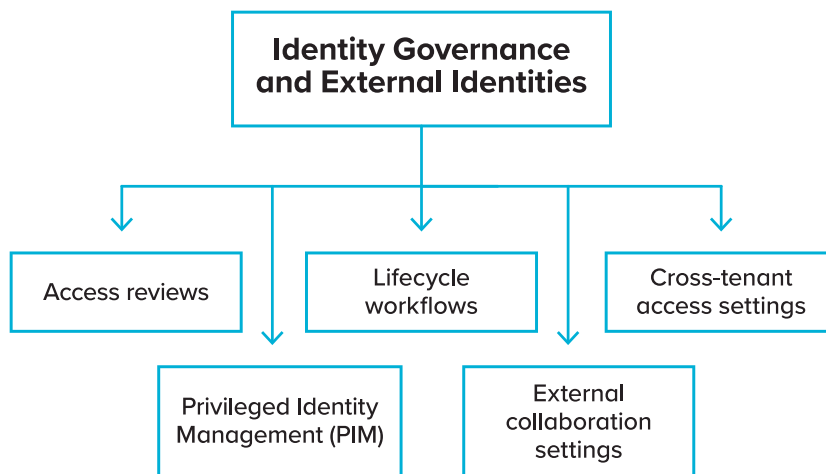 Identity Governance
and External Identities
Access reviews
Lifecycle
workflows
Cross-tenant
access settings
Privileged Identity
Management (PIM)
External
collaboration
settings